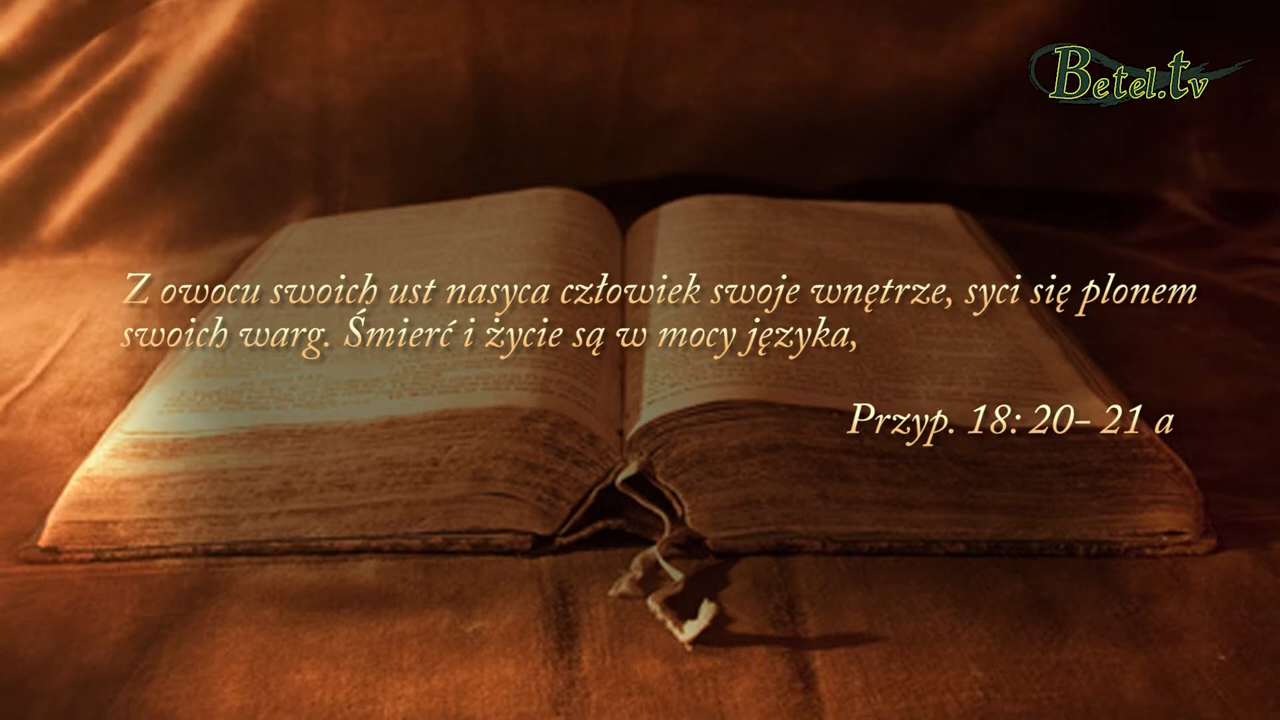 Betel.tv
Z owocu swoich ust nasyca człowiek swoje wnętrze, syci się plonem
swoich warg. Śmierć i życie są w mocy języka,
Przyp. 18: 20- 21 a